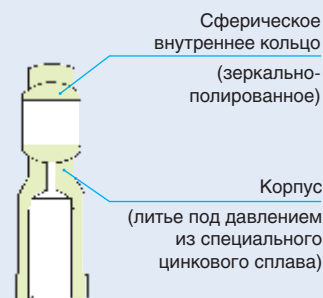 Сферическое
внутреннее кольцо
(зеркально-
полированное)
Корпус
(литье под давлением
из специального
цинкового сплава)